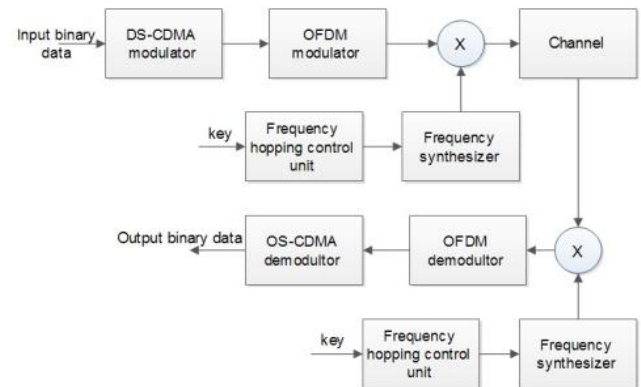 Input binary
data
DS-CDMA
modulator
OFDM
modulator
X
Channel
key
Frequency
hopping control
unit
Frequency
synthesizer
Output binary data
OS-CDMA
demodultor
OFDM
demodultor
X
key
Frequency
hopping control
unit
Frequency
synthesizer